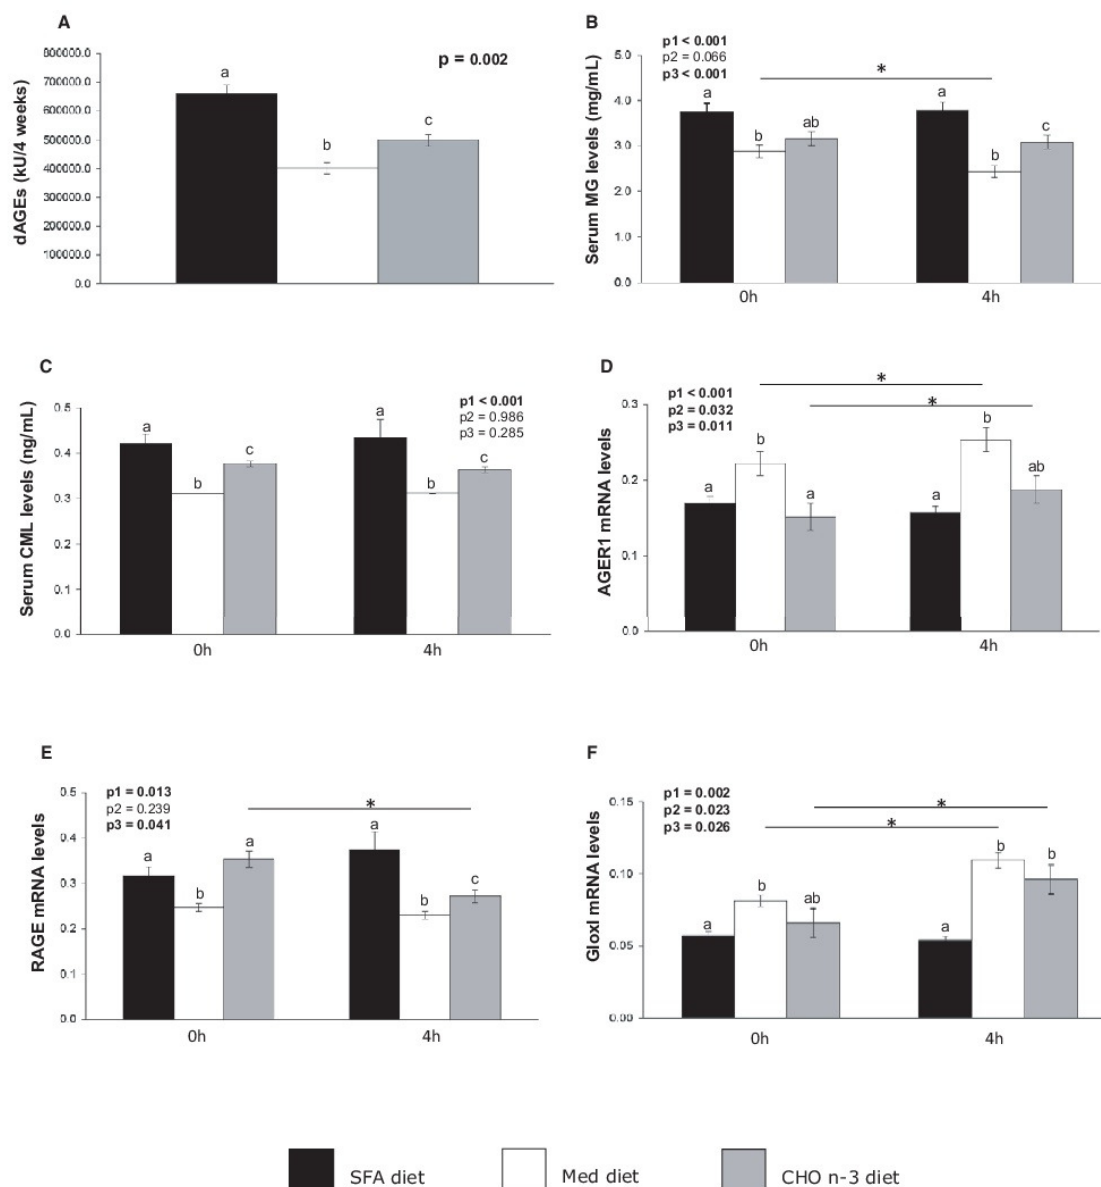 A
dAGEs (kU/4 weeks)
800000.0
700000.0
600000.0
500000.0
400000.0
300000.0
200000.0
100000.0
0.0
p = 0.002
a
b
c
B
Serum MG levels (mg/mL)
p1 < 0.001
p2 = 0.066
p3 < 0.001
5.0
4.0
3.0
2.0
1.0
0.0
*
a
b
ab
a
b
c
0h
4h
C
Serum CML levels (ng/mL)
0.5
0.4
0.3
0.2
0.1
0.0
p1 < 0.001
p2 = 0.986
p3 = 0.285
a
b
c
a
b
c
0h
4h
D
AGER1 mRNA levels
p1 < 0.001
p2 = 0.032
p3 = 0.011
0.3
0.2
0.1
0.0
*
*
a
b
a
a
b
ab
0h
4h
E
RAGE mRNA levels
0.5
0.4
0.3
0.2
0.1
0.0
p1 = 0.013
p2 = 0.239
p3 = 0.041
*
a
b
a
a
b
c
0h
4h
F
GloxI mRNA levels
0.15
0.10
0.05
0.00
p1 = 0.002
p2 = 0.023
p3 = 0.026
*
*
a
b
ab
a
b
b
0h
4h
SFA diet
Med diet
CHO n-3 diet